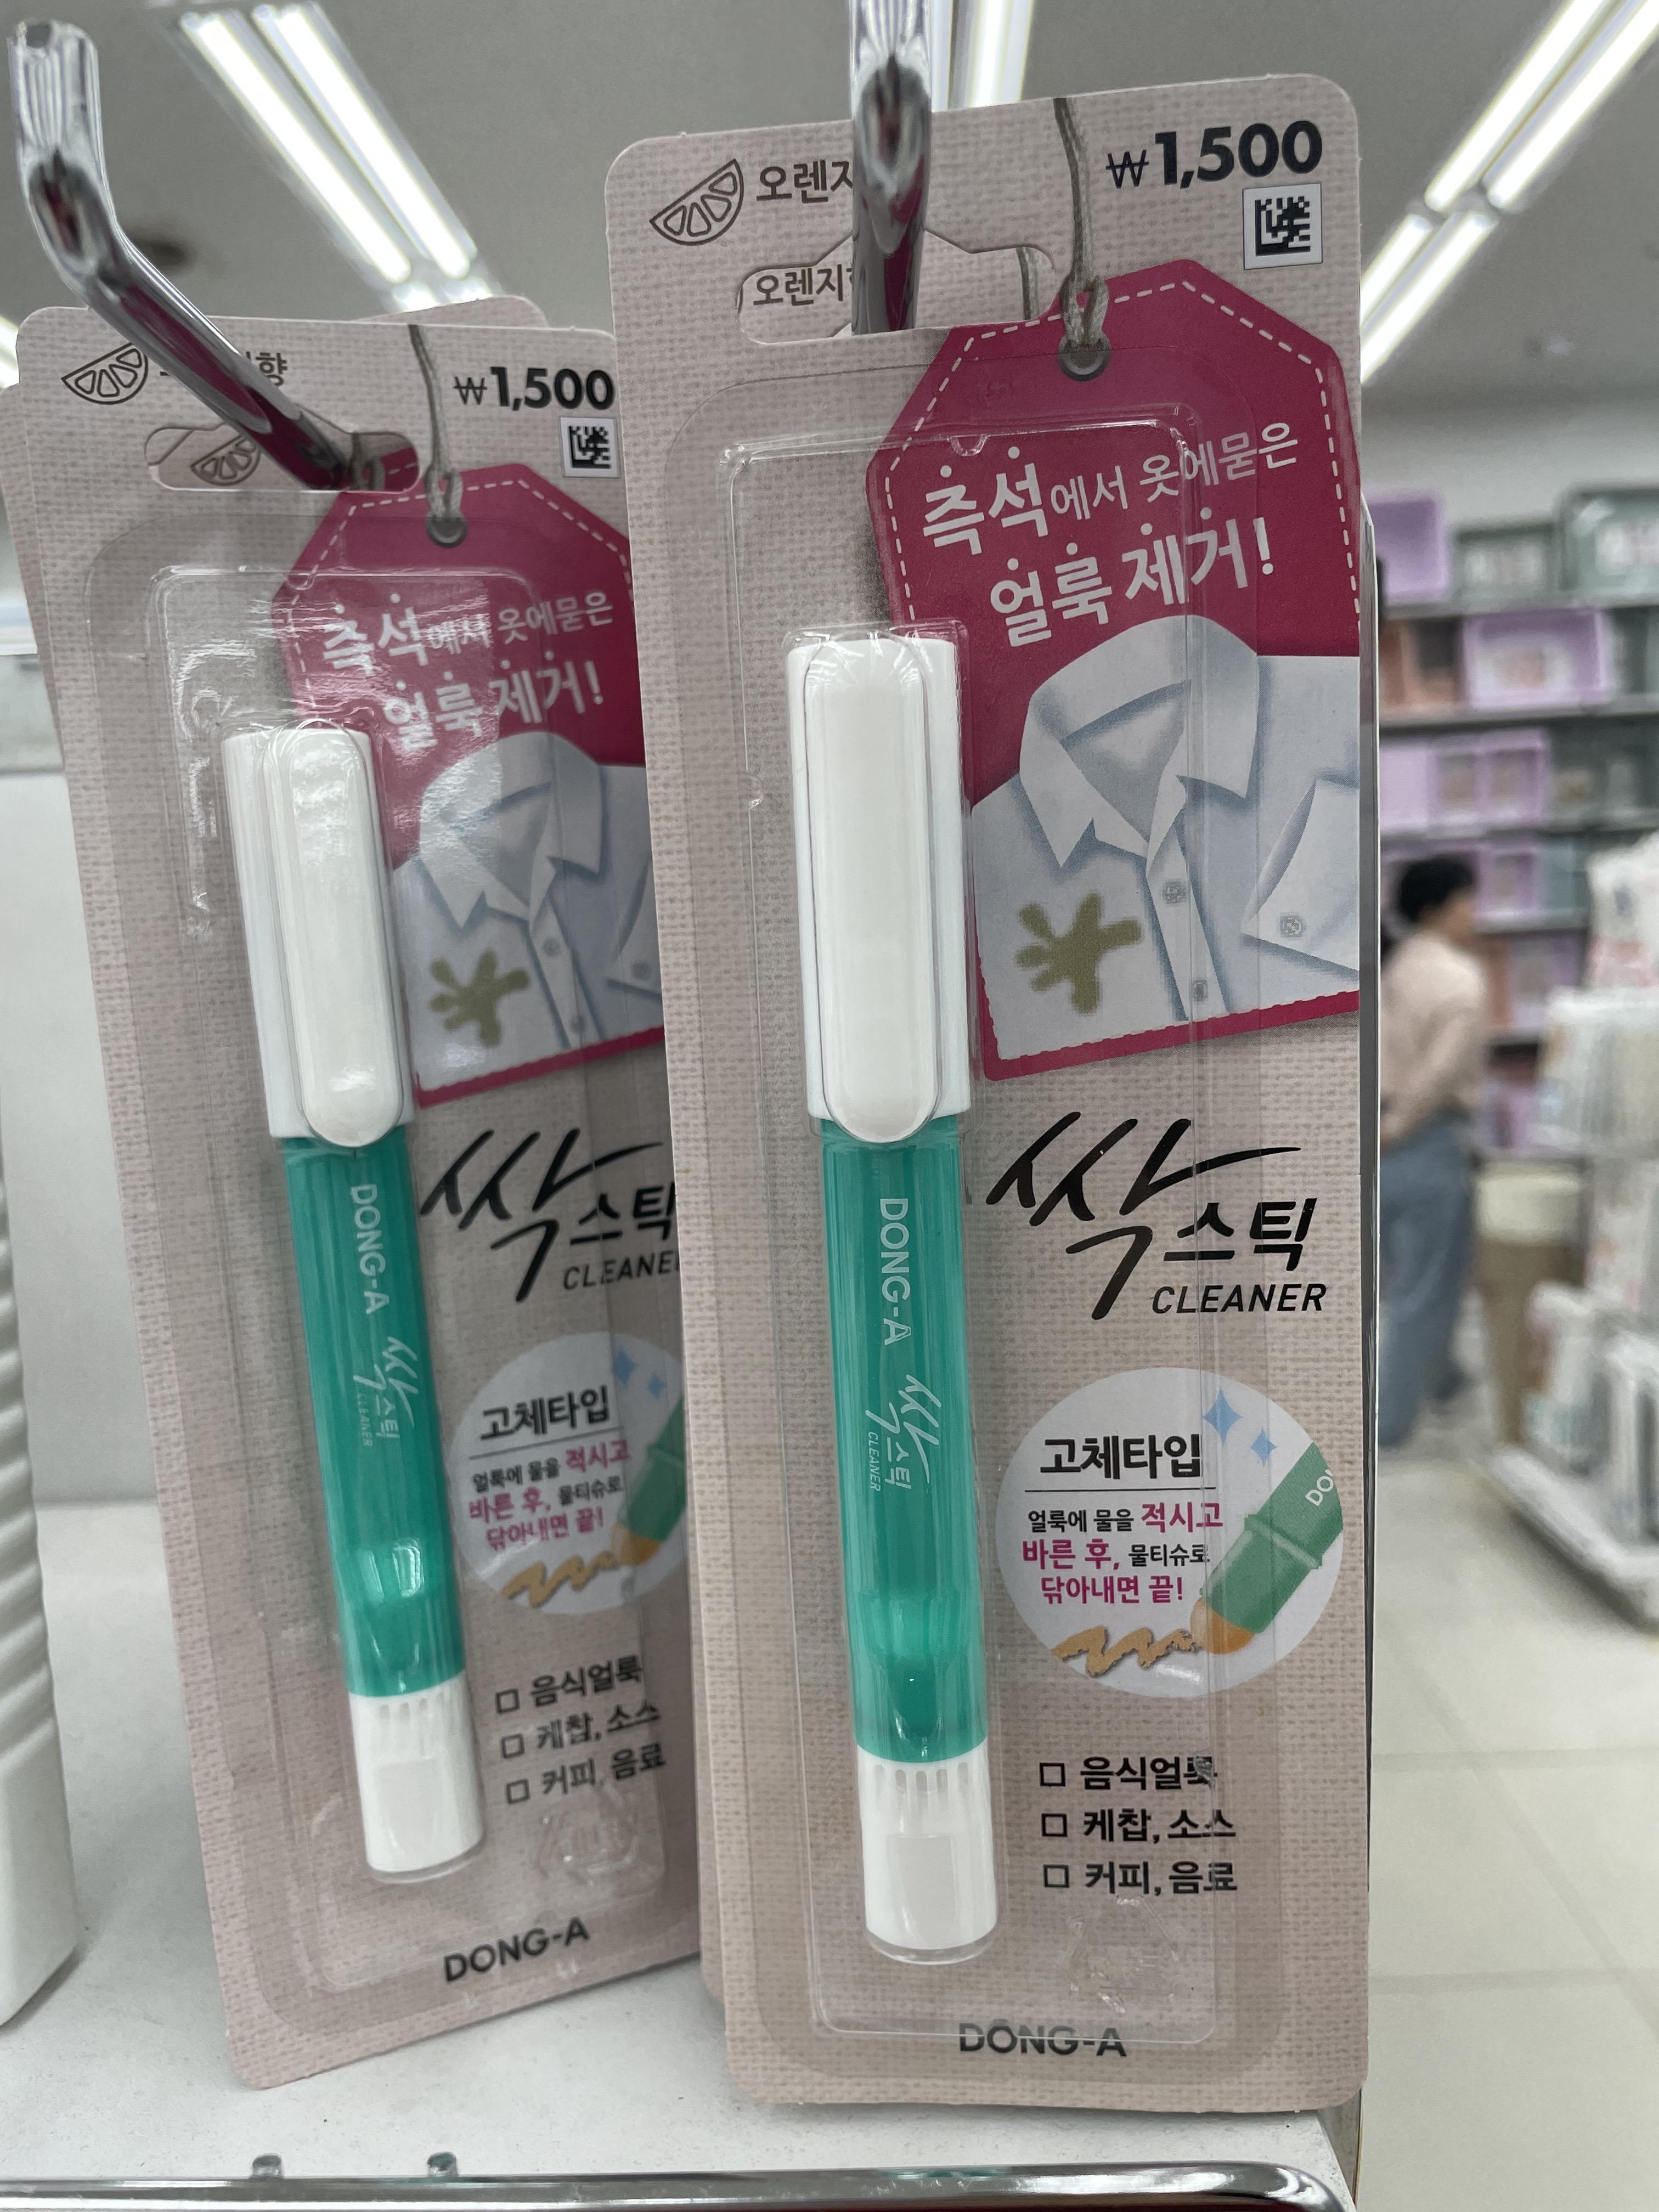 ₩1,500
₩1,500
즉석에서 옷에묻은
얼룩 제거!
싹스틱
CLEANER
DONG-A
싹스틱
CLEANER
고체타입
얼룩에 물을 적시고
바른 후, 물티슈로
닦아내면 끝!
음식얼룩
케찹, 소스
커피, 음료
DONG-A
즉석에서 옷에묻은
얼룩 제거!
오렌지
오렌지
싹스틱
CLEANER
DONG-A
싹스틱
CLEANER
고체타입
얼룩에 물을 적시고
바른 후, 물티슈로
닦아내면 끝!
음식얼룩
케찹, 소스
커피, 음료
DONG-A